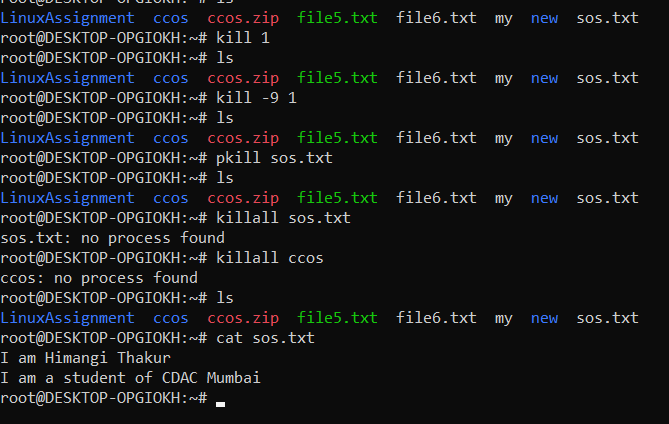 root@DESKTOP-OPGIOKH:~# ls
LinuxAssignment  ccos  ccos.zip  file5.txt  file6.txt  my  new  sos.txt
root@DESKTOP-OPGIOKH:~# kill 1
root@DESKTOP-OPGIOKH:~# ls
LinuxAssignment  ccos  ccos.zip  file5.txt  file6.txt  my  new  sos.txt
root@DESKTOP-OPGIOKH:~# kill -9 1
root@DESKTOP-OPGIOKH:~# ls
LinuxAssignment  ccos  ccos.zip  file5.txt  file6.txt  my  new  sos.txt
root@DESKTOP-OPGIOKH:~# pkill sos.txt
root@DESKTOP-OPGIOKH:~# ls
LinuxAssignment  ccos  ccos.zip  file5.txt  file6.txt  my  new  sos.txt
root@DESKTOP-OPGIOKH:~# killall sos.txt
sos.txt: no process found
root@DESKTOP-OPGIOKH:~# killall ccos
ccos: no process found
root@DESKTOP-OPGIOKH:~# ls
LinuxAssignment  ccos  ccos.zip  file5.txt  file6.txt  my  new  sos.txt
root@DESKTOP-OPGIOKH:~# cat sos.txt
I am Himangi Thakur
I am a student of CDAC Mumbai
root@DESKTOP-OPGIOKH:~#